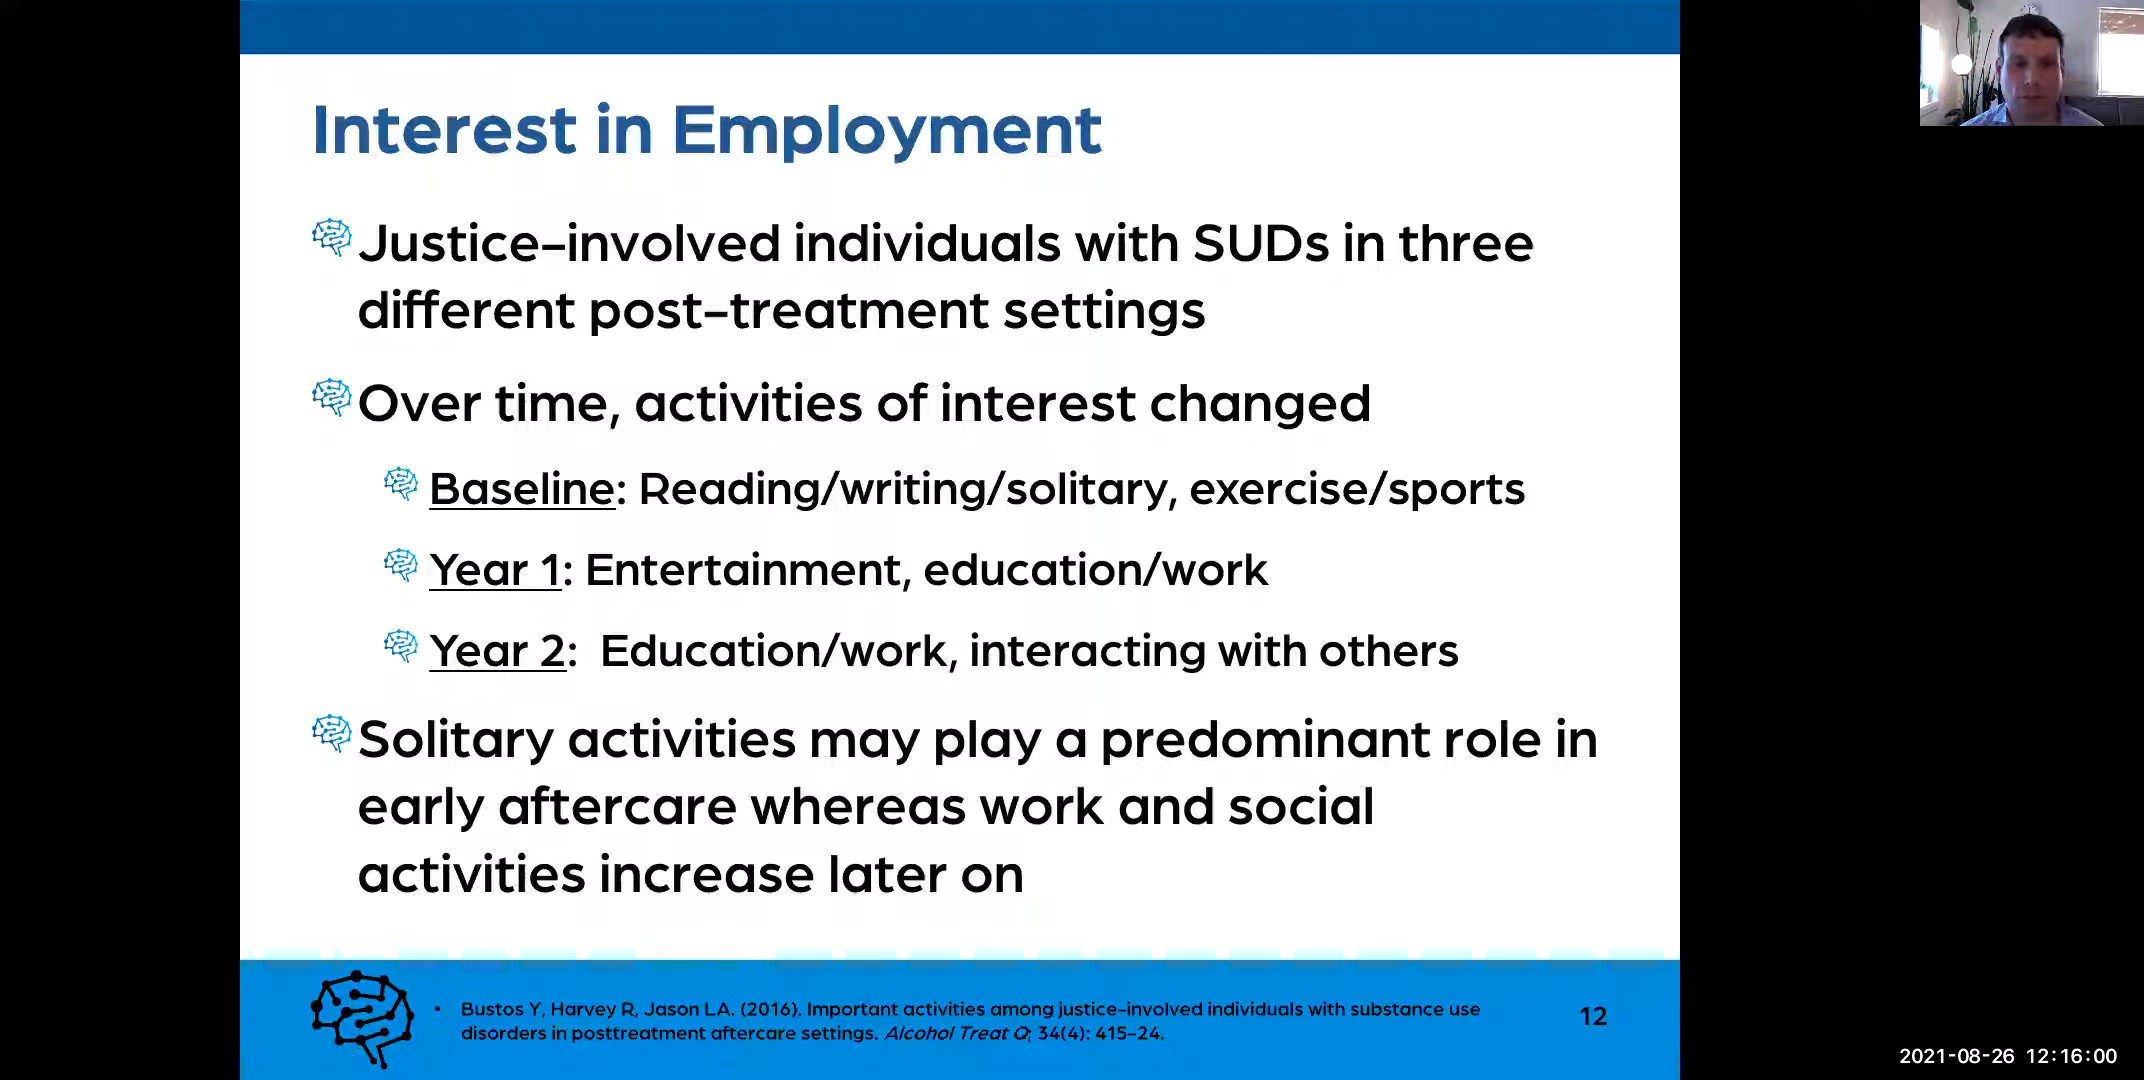 Interest in Employment
Justice-involved individuals with SUDs in three
different post-treatment settings
Over time, activities of interest changed
Baseline: Reading/writing/solitary, exercise/sports
Year 1: Entertainment, education/work
Year 2: Education/work, interacting with others
Solitary activities may play a predominant role in
early aftercare whereas work and social
activities increase later on
• Bustos Y, Harvey R, Jason LA. (2016). Important activities among justice-involved individuals with substance use
disorders in posttreatment aftercare settings. Alcohol Treat Q; 34(4): 415-24.
12
2021-08-26 12:16:00